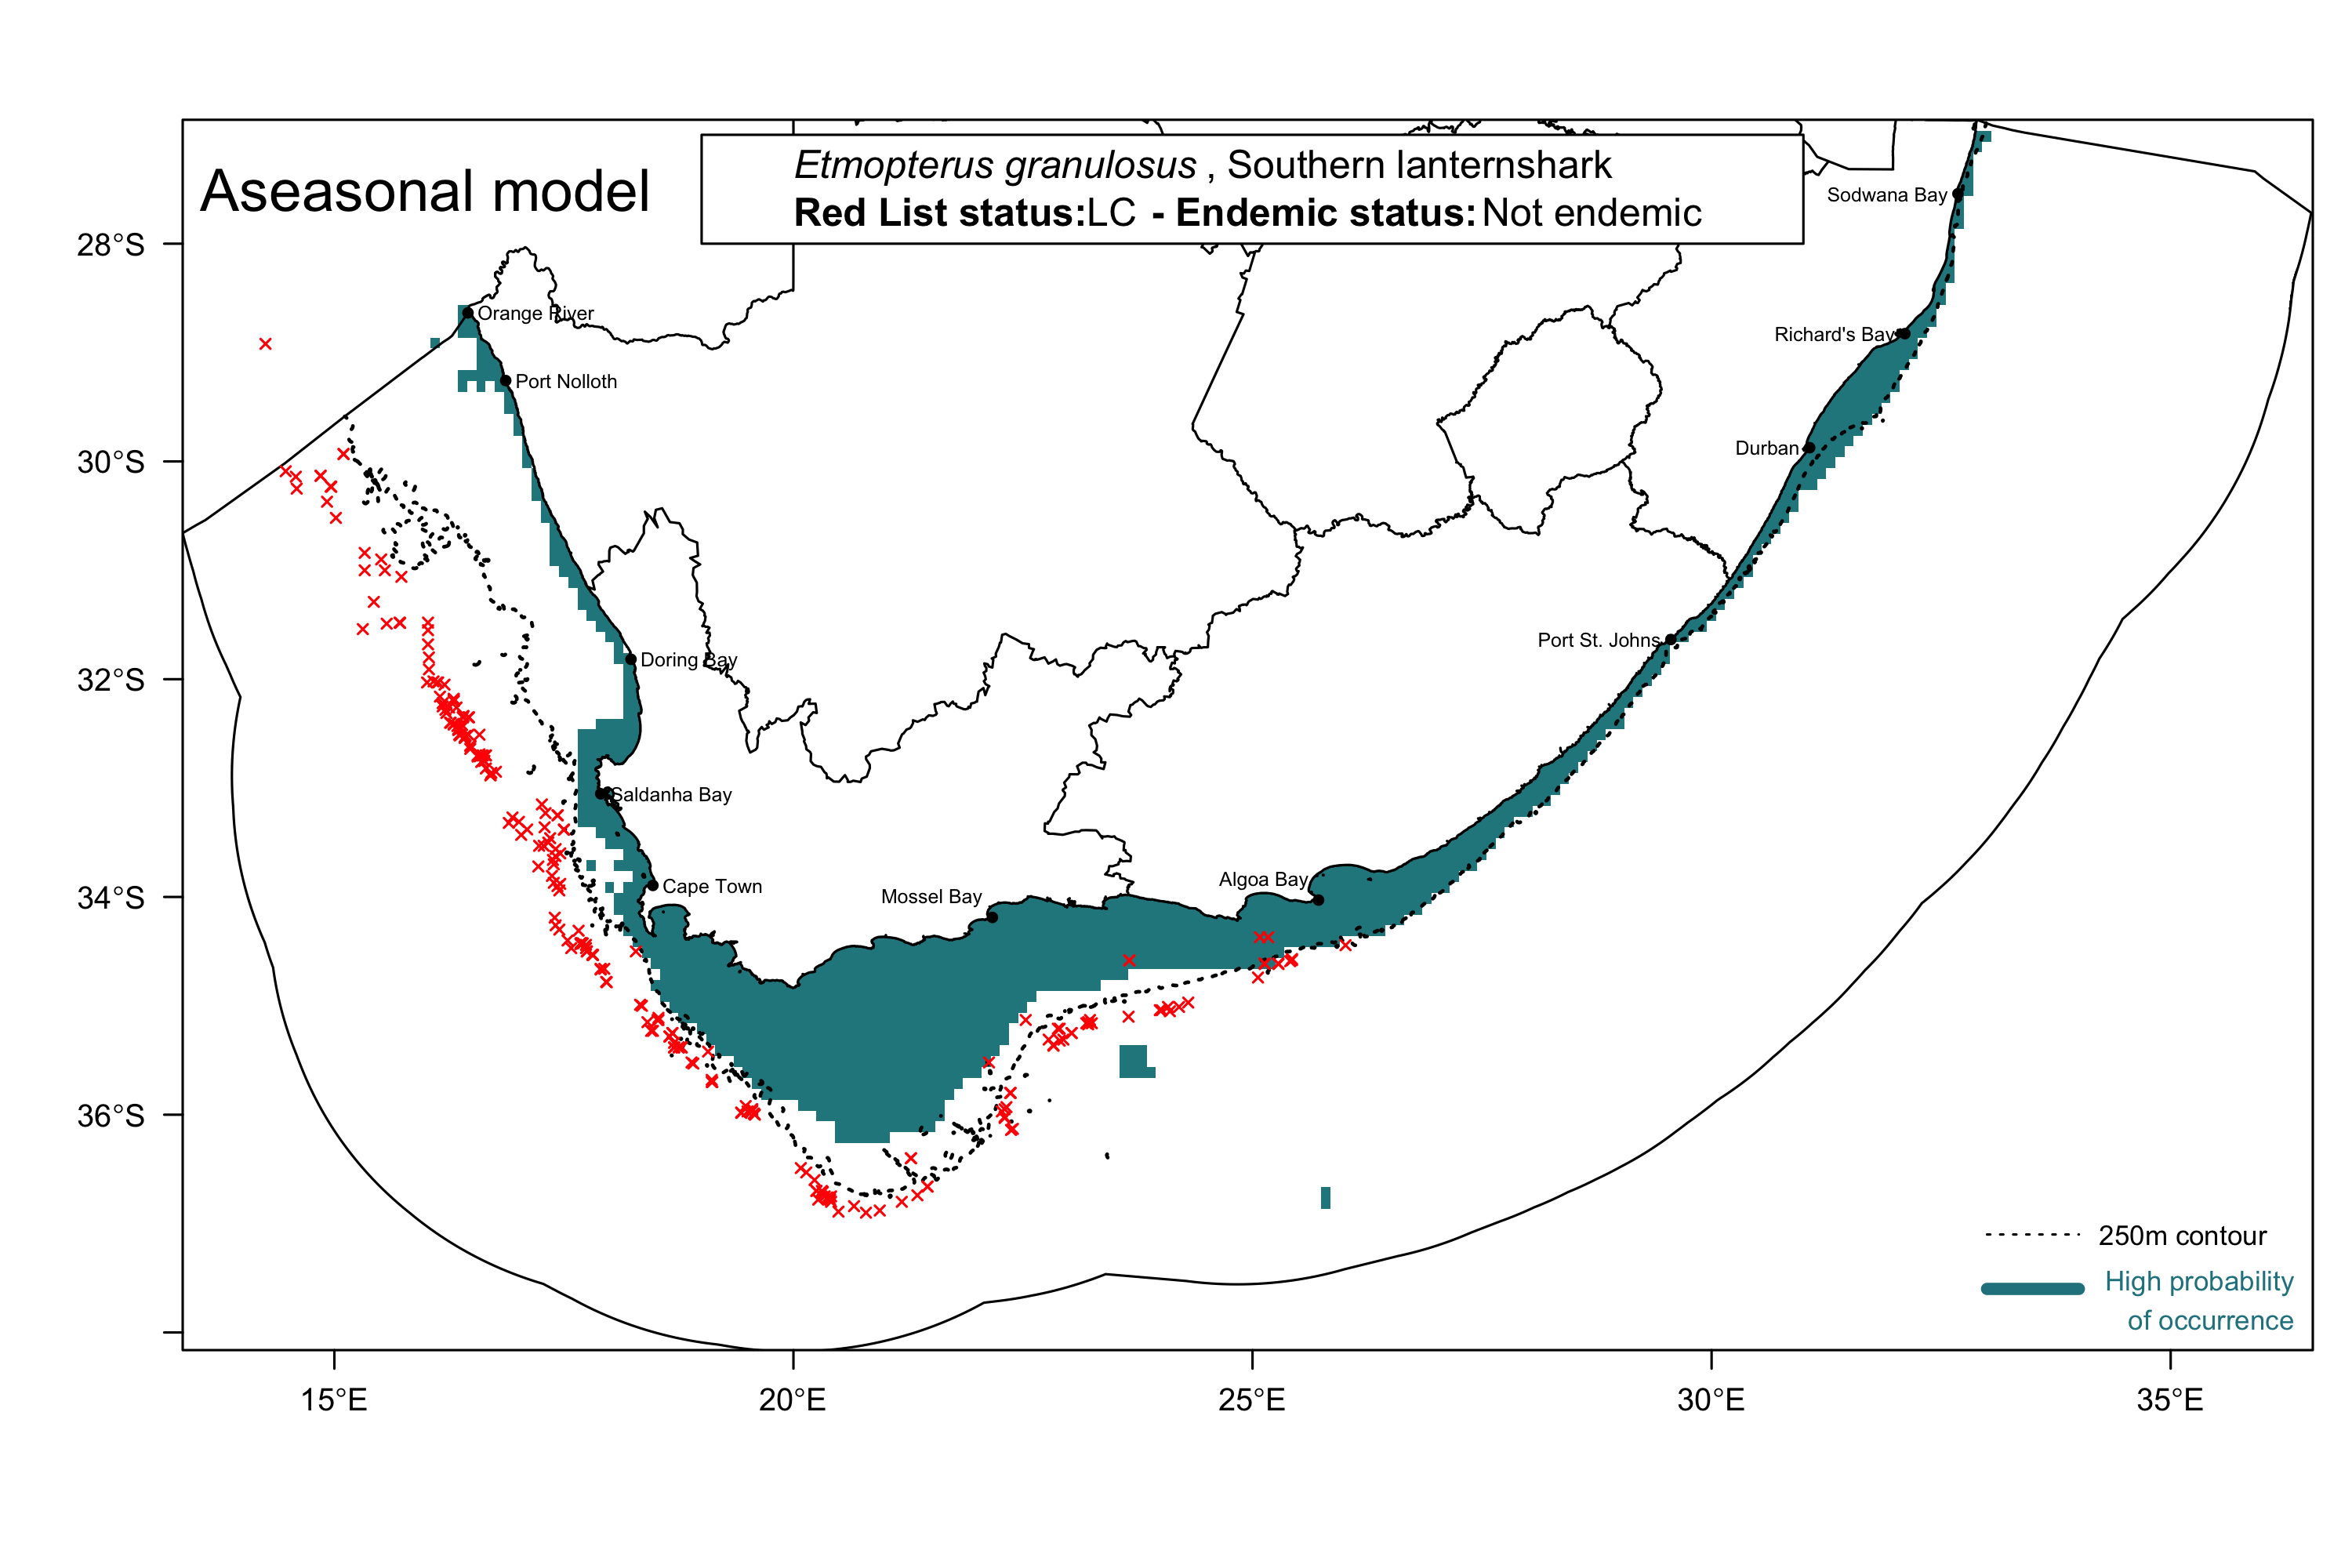 Aseasonal model
Etmopterus granulosus , Southern lanternshark
Red List status:LC - Endemic status: Not endemic
Sodwana Bay
28°S
Orange River
Richard's Bay
Port Nolloth
Durban
30°S
Port St. Johns
Doring Bay
32°S
Saldanha Bay
Algoa Bay
Cape Town
Mossel Bay
34°S
36°S
250m contour
High probability
of occurrence
15°E
20°E
25°E
30°E
35°E